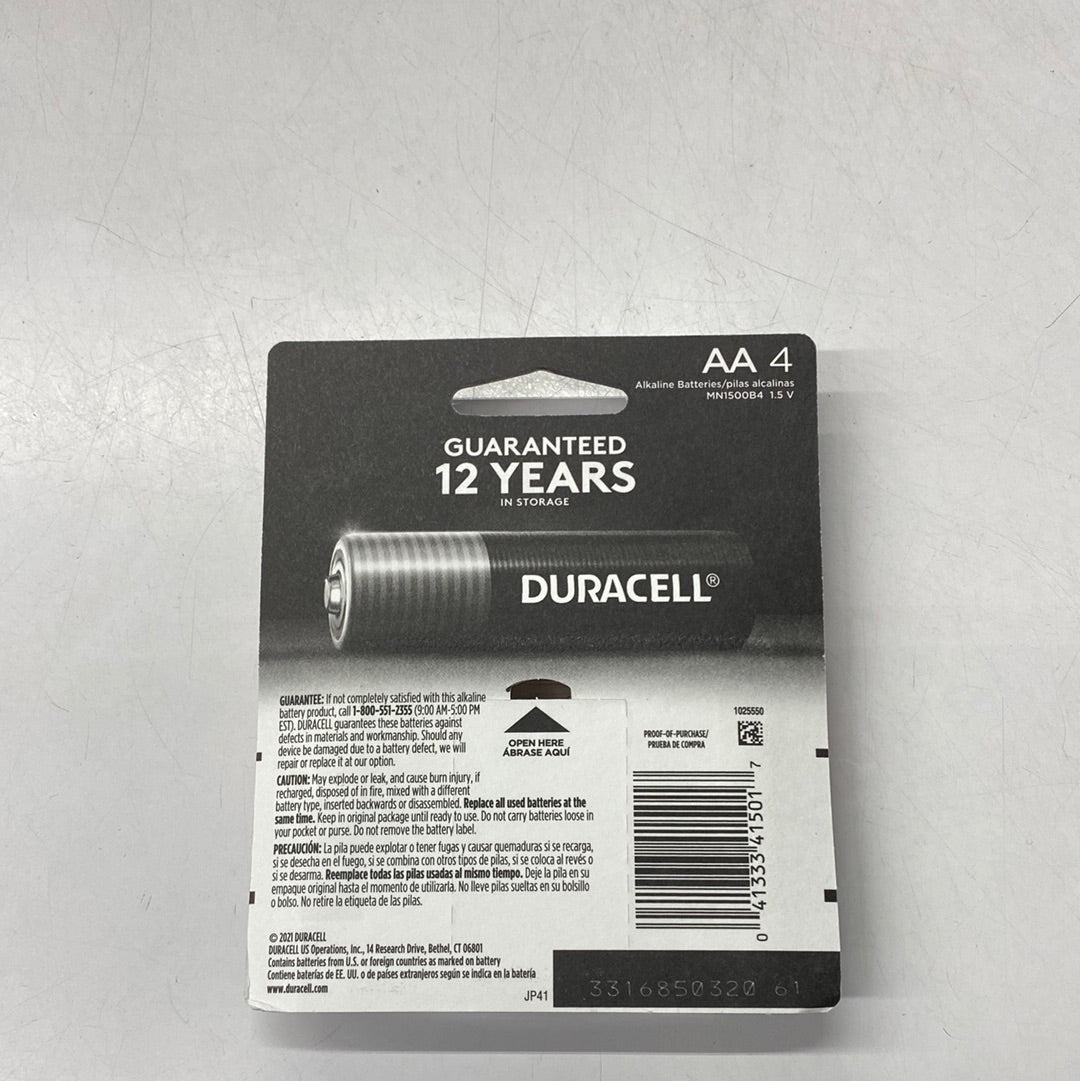 AA 4
Alkaline Batteries/pilas alcalinas
MN1500B4 1.5 V
GUARANTEED
12 YEARS
IN STORAGE
DURACELL®
GUARANTEE: If not completely satisfied with this alkaline
battery product, call 1-800-551-2355 (9:00 AM-5:00 PM
EST). DURACELL guarantees these batteries against
defects in materials and workmanship. Should any
device be damaged due to a battery defect, we will
repair or replace it at our option.
CAUTION: May explode or leak, and cause burn injury, if
recharged, disposed of in fire, mixed with a different
battery type, inserted backwards or disassembled. Replace all used batteries at the
same time. Keep in original package until ready to use. Do not carry batteries loose in
your pocket or purse. Do not remove the battery label.
PRECAUCIÓN: La pila puede explotar o tener fugas y causar quemaduras si se recarga,
si se desecha en el fuego, si se combina con otros tipos de pilas, si se coloca al revés o
si se desarma. Reemplace todas las pilas usadas al mismo tiempo. Deje la pila en su
empaque original hasta el momento de utilizarla. No lleve pilas sueltas en su bolsillo
o bolso. No retire la etiqueta de las pilas.
OPEN HERE
ÁBRASE AQUÍ
PROOF-OF-PURCHASE/
PRUEBA DE COMPRA
1025550
0 41333 41501 7
© 2021 DURACELL
DURACELL US Operations, Inc., 14 Research Drive, Bethel, CT 06801
Contains batteries from U.S. or foreign countries as marked on battery
Contiene baterías de EE. UU. o de países extranjeros según se indica en la batería
www.duracell.com
JP41
3316850320 61